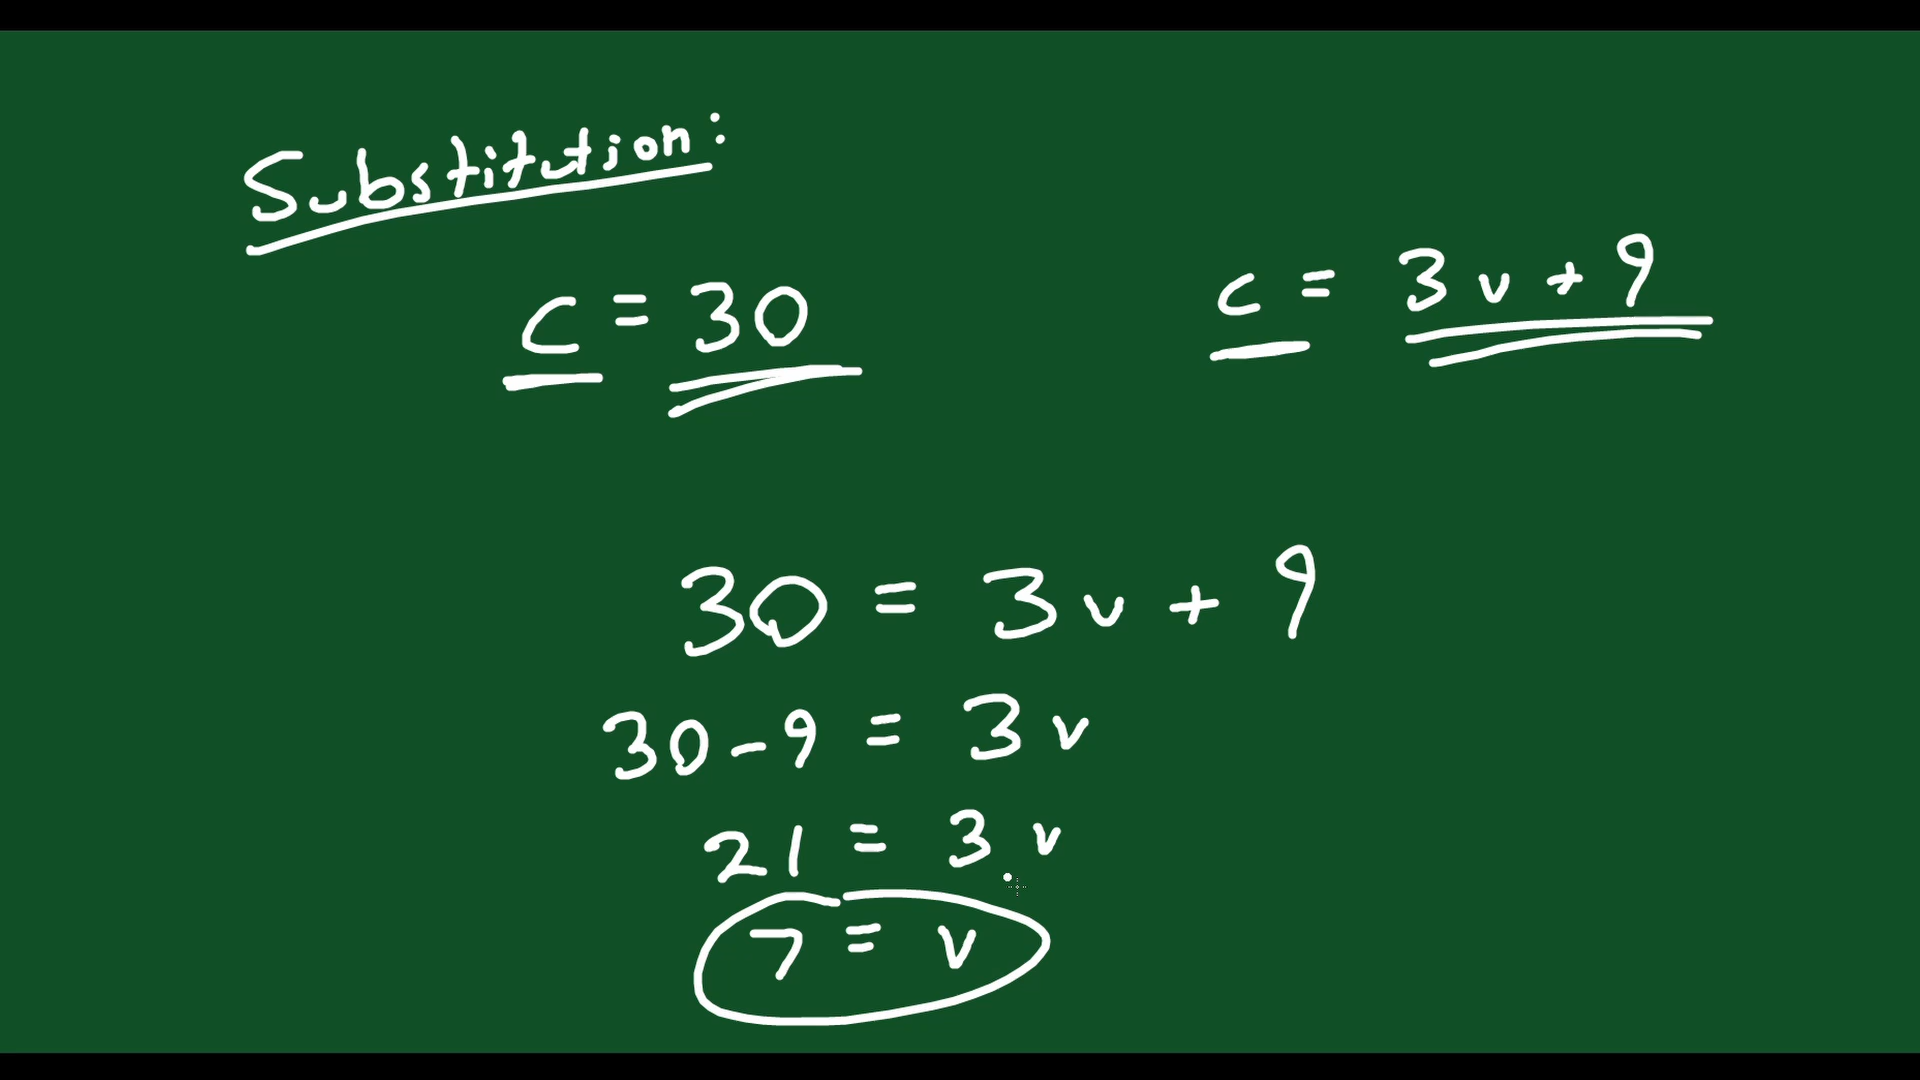 Substitution:
c = 30
c = 3v + 9
30 = 3v + 9
30 - 9 = 3v
21 = 3v
7 = v